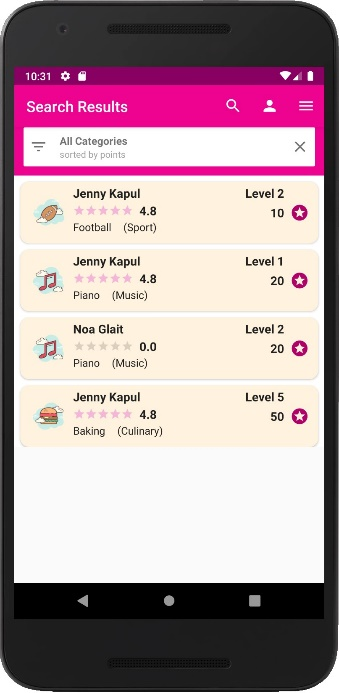 10:31
Search Results
All Categories
sorted by points
Jenny Kapul Level 2
4.8 10
Football (Sport)
Jenny Kapul Level 1
4.8 20
Piano (Music)
Noa Glait Level 2
0.0 20
Piano (Music)
Jenny Kapul Level 5
4.8 50
Baking (Culinary)